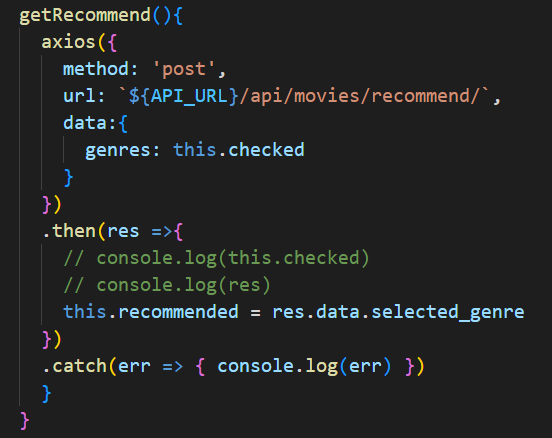 getRecommend(){
axios({
method: 'post',
url: `${API_URL}/api/movies/recommend/`,
data:{
genres: this.checked
}
})
.then(res =>{
// console.log(this.checked)
// console.log(res)
this.recommended = res.data.selected_genre
})
.catch(err => { console.log(err) })
}
}